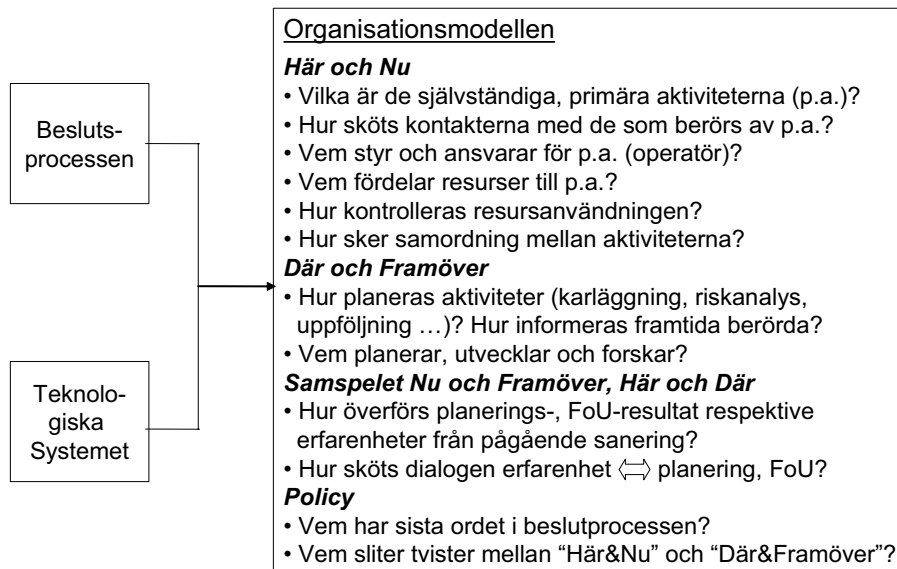 Besluts-
processen
Teknolo-
giska
Systemet
Organisationsmodellen
Här och Nu
• Vilka är de självständiga, primära aktiviteterna (p.a.)?
• Hur sköts kontakterna med de som berörs av p.a.?
• Vem styr och ansvarar för p.a. (operatör)?
• Vem fördelar resurser till p.a.?
• Hur kontrolleras resursanvändningen?
• Hur sker samordning mellan aktiviteterna?
Där och Framöver
• Hur planeras aktiviteter (karläggning, riskanalys,
uppföljning …)? Hur informeras framtida berörda?
• Vem planerar, utvecklar och forskar?
Samspelet Nu och Framöver, Här och Där
• Hur överförs planerings-, FoU-resultat respektive
erfarenheter från pågående sanering?
• Hur sköts dialogen erfarenhet ⇔ planering, FoU?
Policy
• Vem har sista ordet i beslutprocessen?
• Vem sliter tvister mellan “Här&Nu” och “Där&Framöver”?